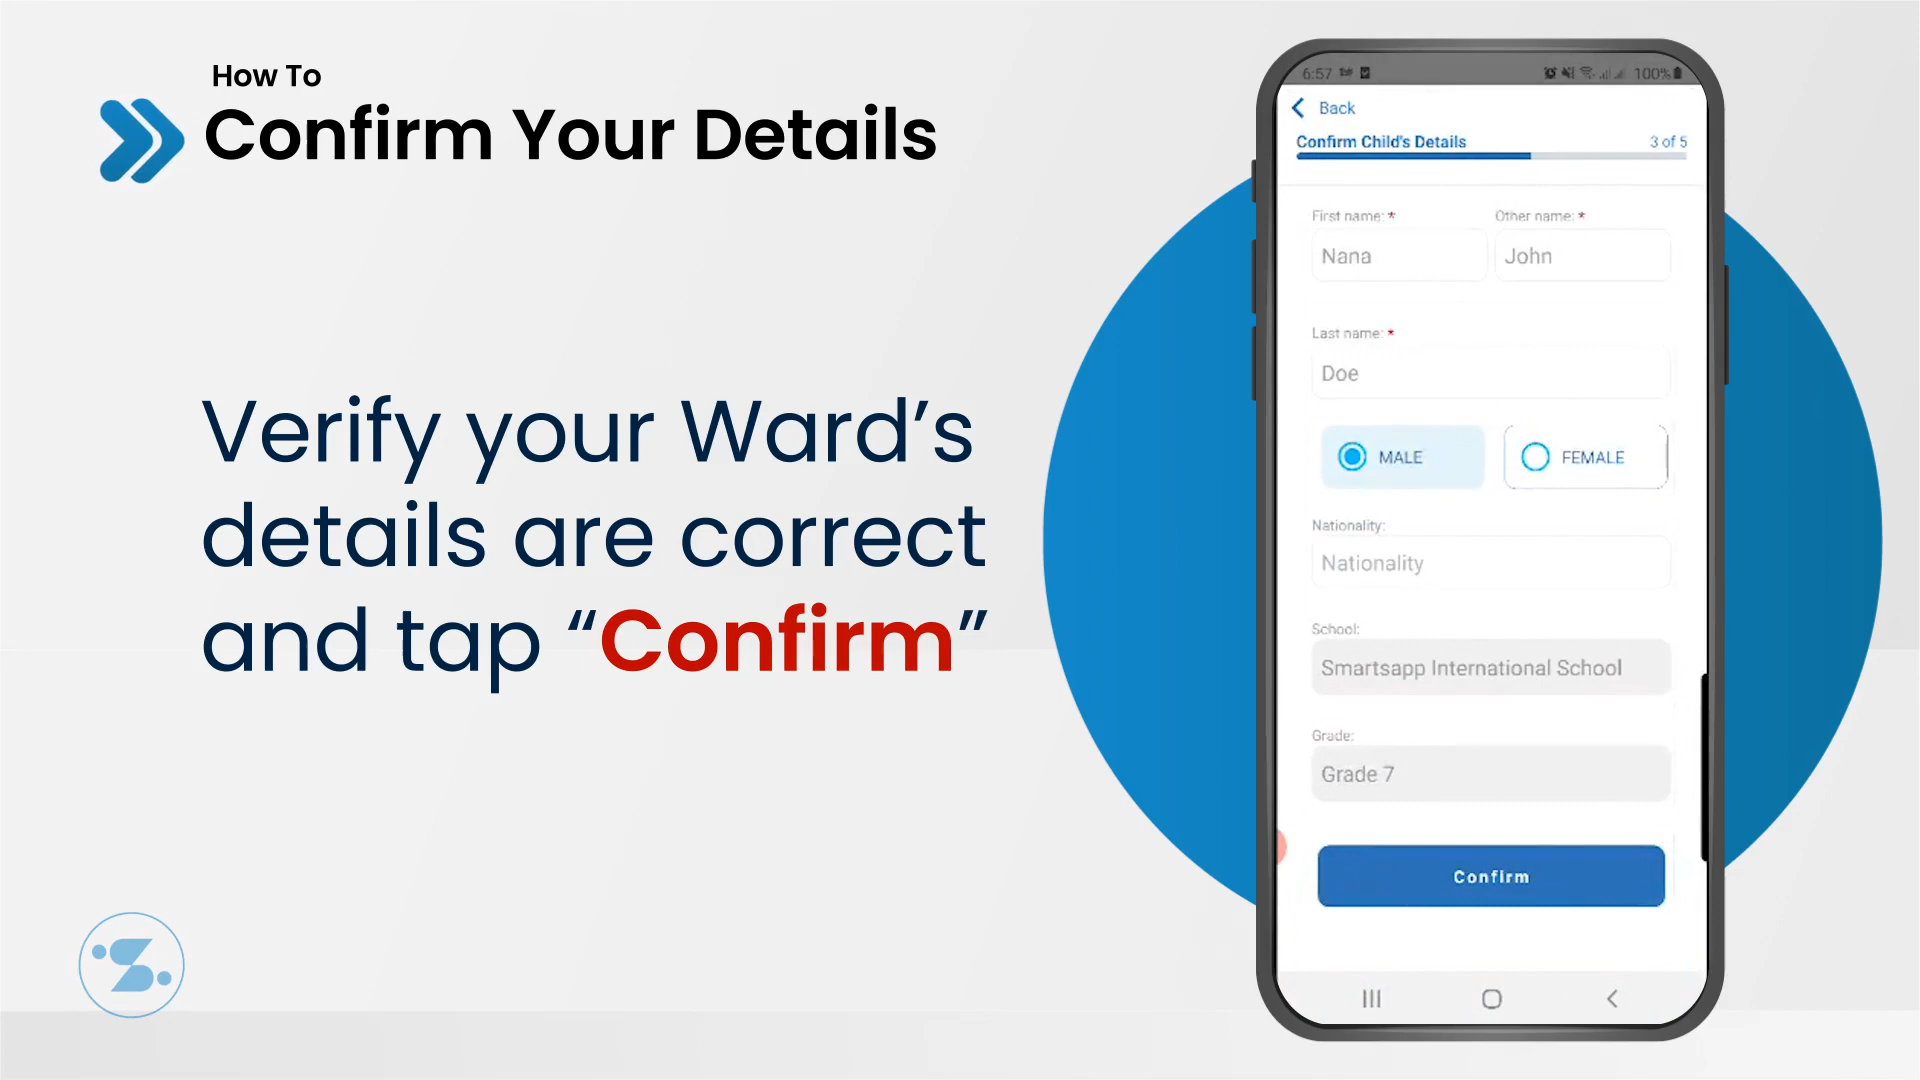 How To
Confirm Your Details
Verify your Ward’s
details are correct
and tap “Confirm”
6:57 100%
Back
Confirm Child's Details 3 of 5
First name: * Other name: *
Nana John
Last name: *
Doe
MALE FEMALE
Nationality:
Nationality
School:
Smartsapp International School
Grade:
Grade 7
Confirm